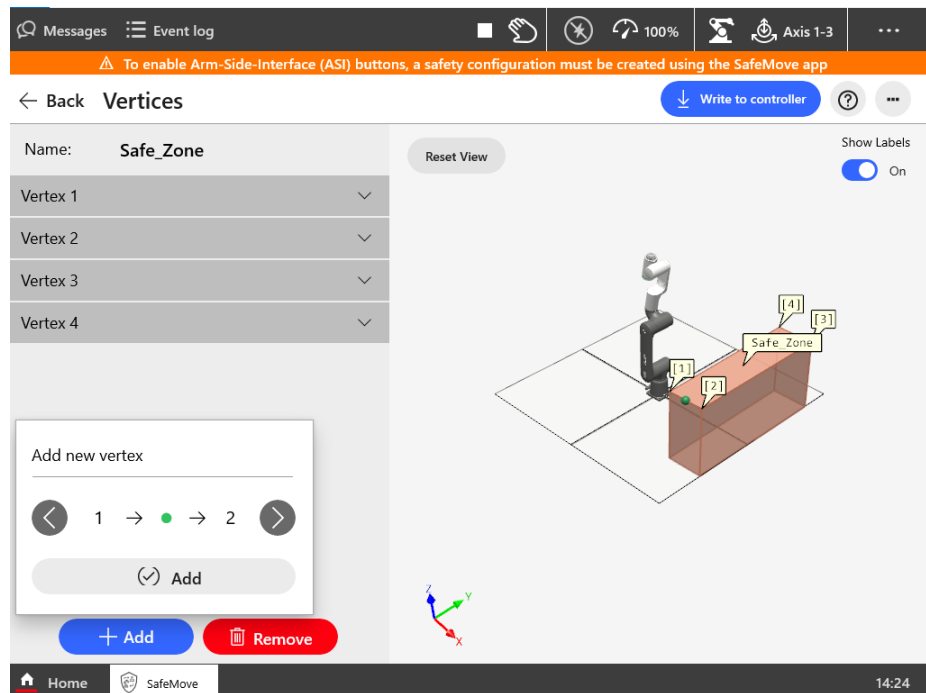 Messages Event log 100% Axis 1-3 ...
To enable Arm-Side-Interface (ASI) buttons, a safety configuration must be created using the SafeMove app
Back Vertices Write to controller ? ...
Name: Safe_Zone
Reset View
Show Labels
On
Vertex 1
Vertex 2
Vertex 3
Vertex 4
[4]
[3]
Safe_Zone
[1]
[2]
Add new vertex
1 → → 2
Add
+ Add Remove
Z
Y
X
Home SafeMove 14:24